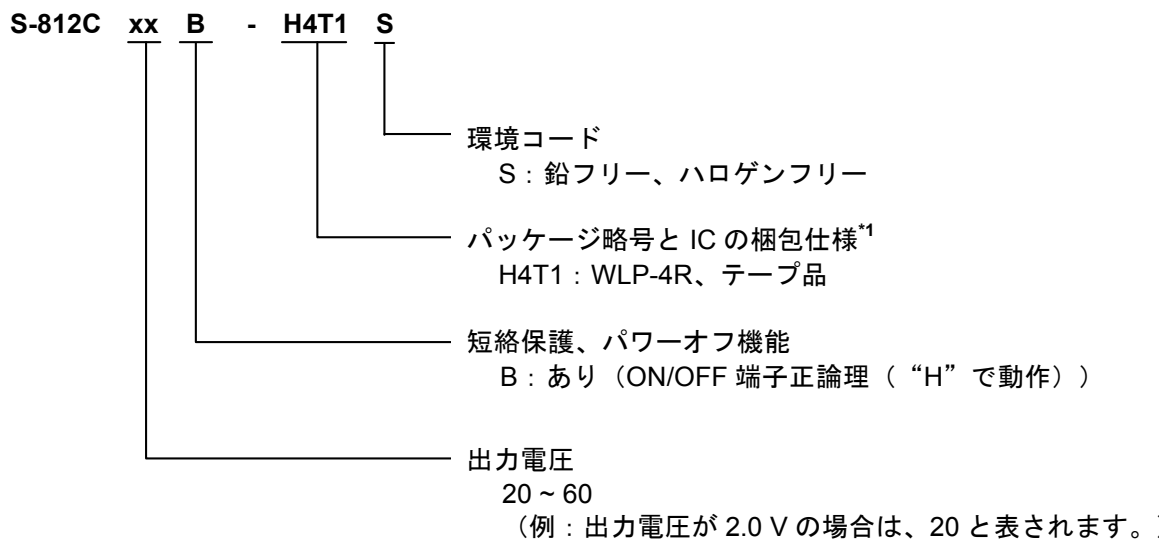 S-812C xx B - H4T1 S
環境コード
S：鉛フリー、ハロゲンフリー
パッケージ略号と IC の梱包仕様*1
H4T1：WLP-4R、テープ品
短絡保護、パワーオフ機能
B：あり（ON/OFF 端子正論理（“H”で動作））
出力電圧
20 ~ 60
（例：出力電圧が 2.0 V の場合は、20 と表されます。）